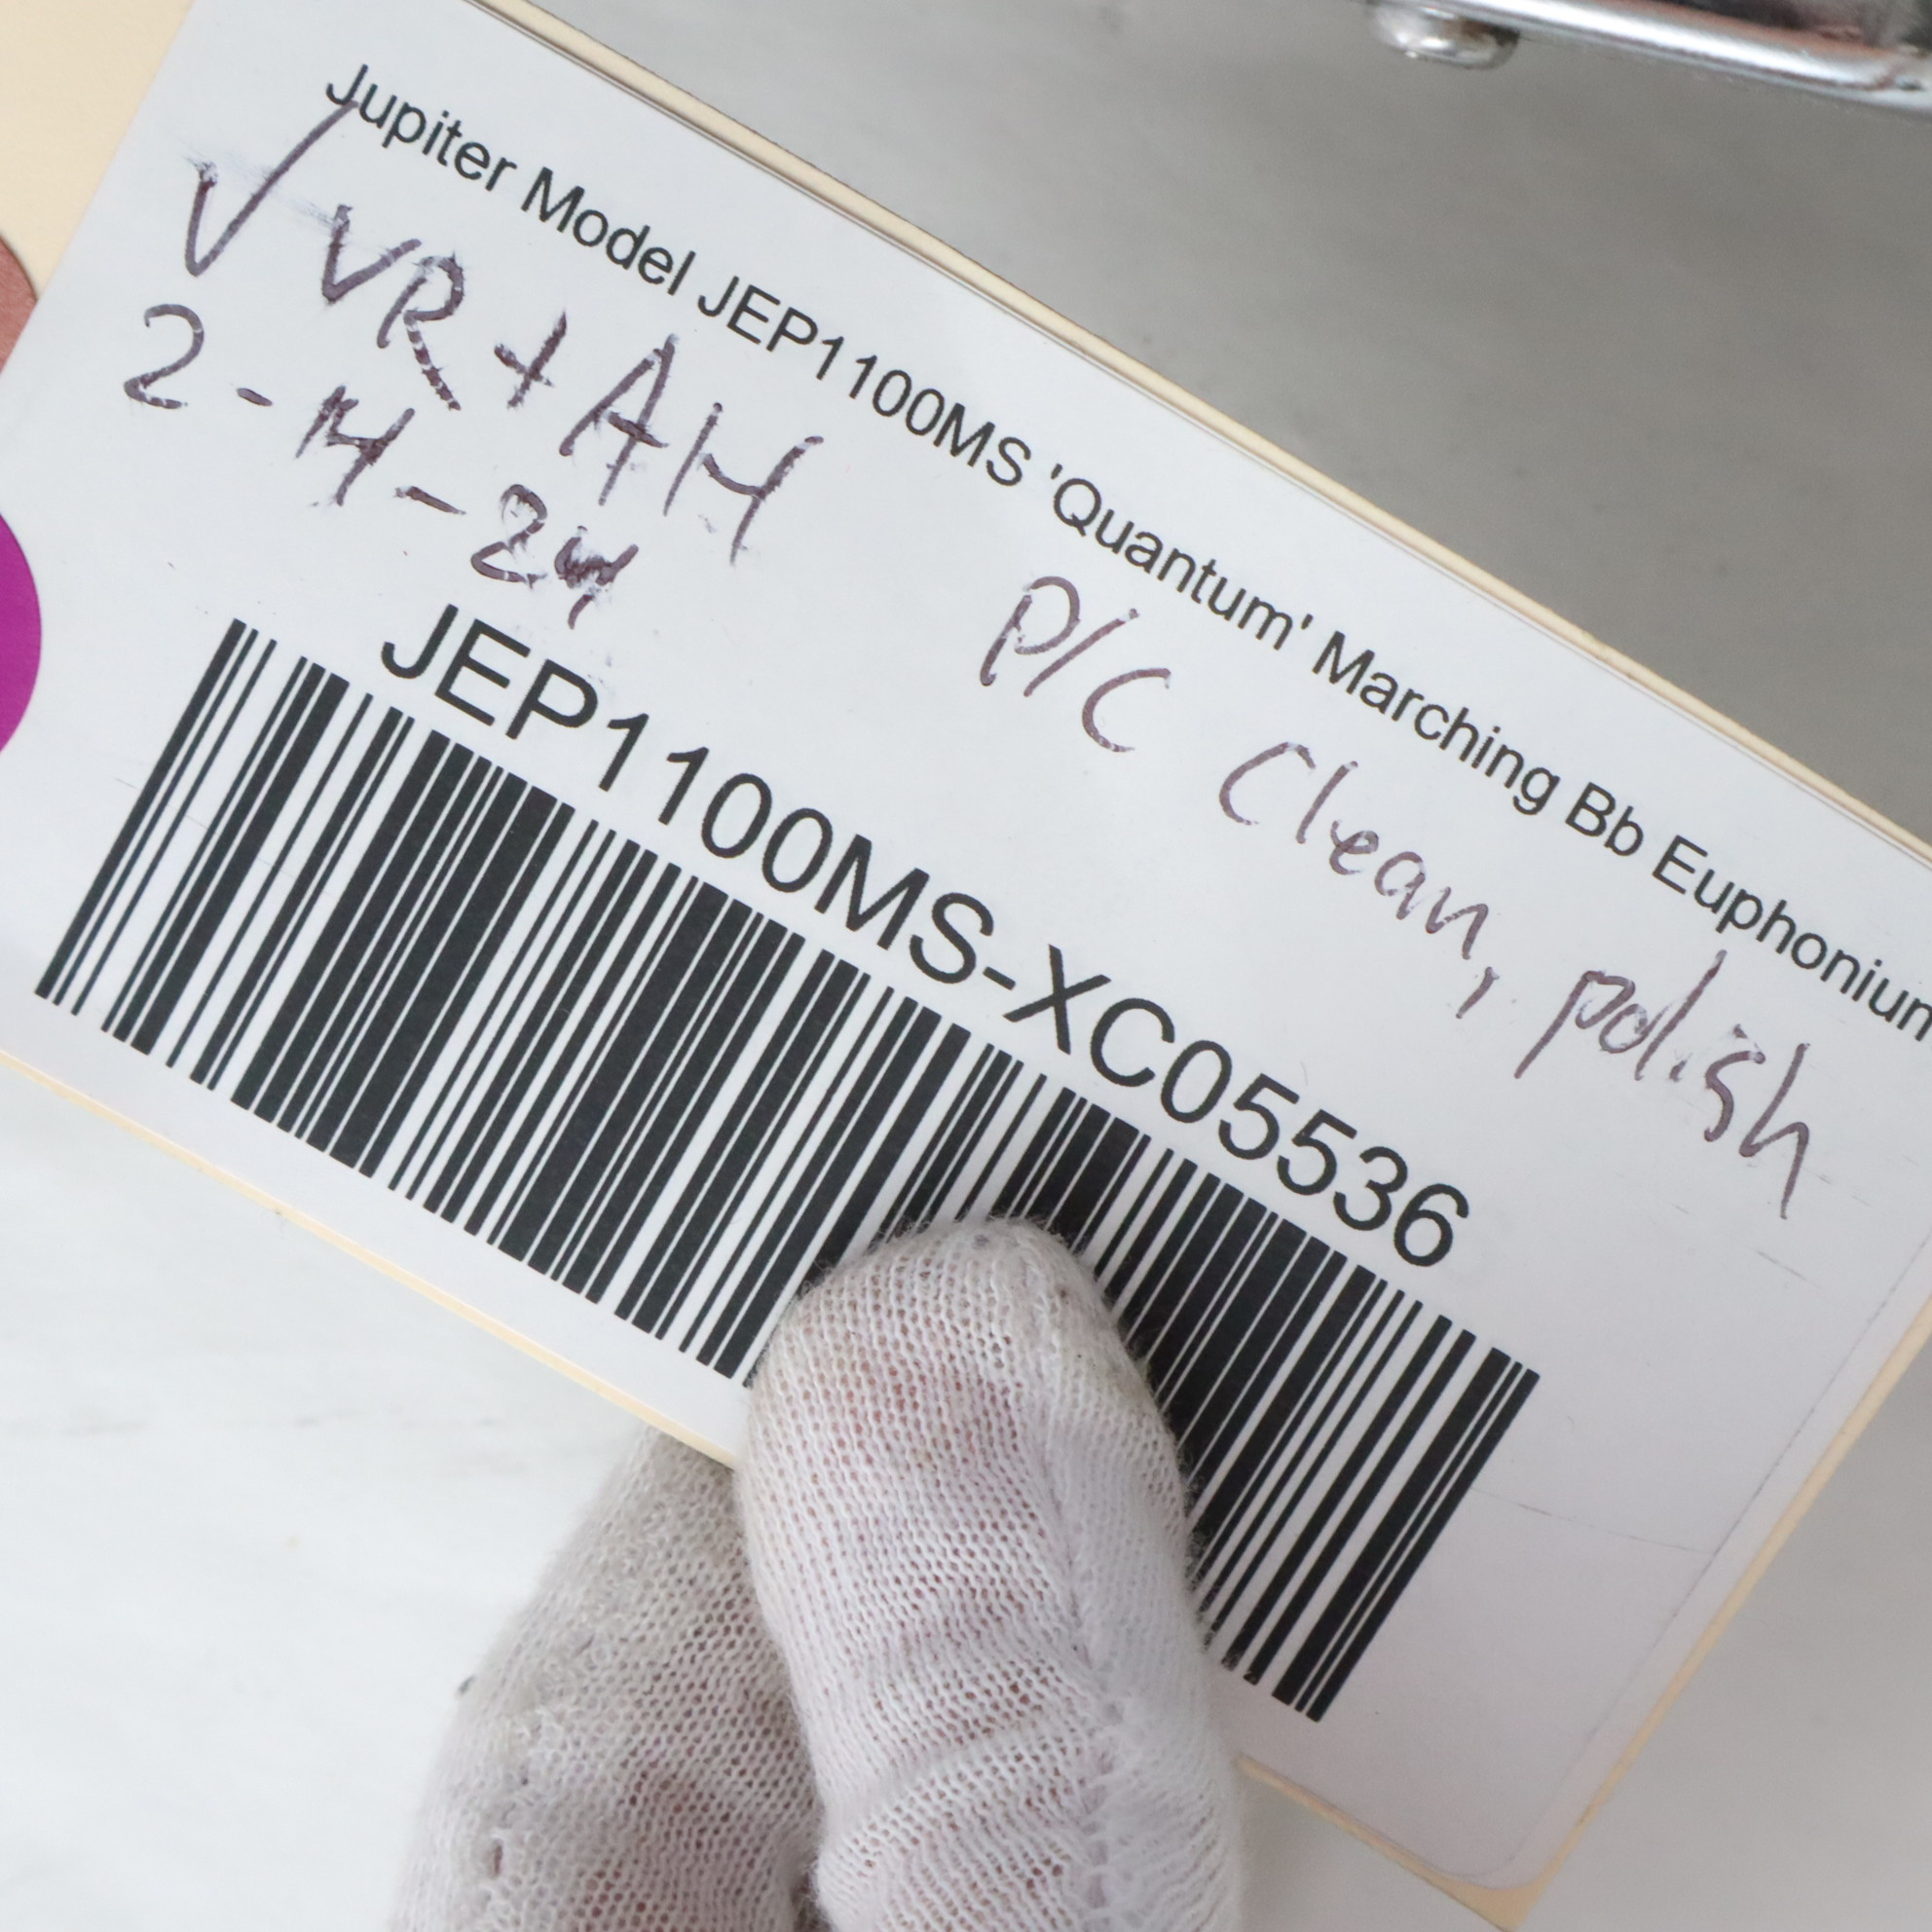 Jupiter Model JEP1100MS 'Quantum' Marching Bb Euphonium
✓ VR + AH
2-14-24
P/C Clean, polish
JEP1100MS-XC05536